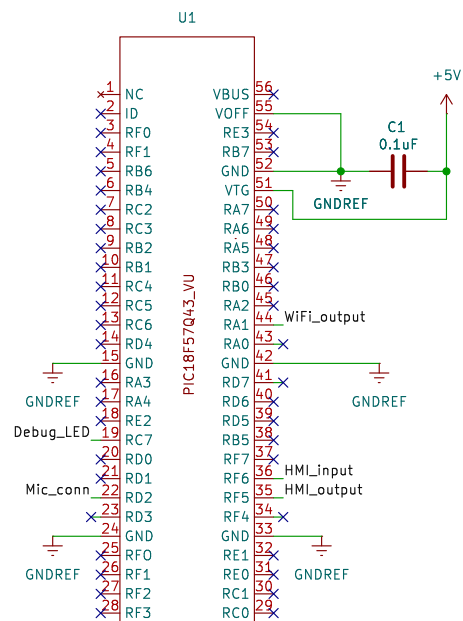 U1
+5V
1 NC VBUS 56
2 ID VOFF 55
3 RF0 RE3 54
C1
4 RF1 RB7 53
0.1uF
5 RB6 GND 52
6 RB4 VTG 51
GNDREF
7 RC2 RA7 50
8 RC3 RA6 49
9 RB2 RA5 48
10 RB1 RB3 47
11 RC4 RB0 46
12 RC5 RA2 45
13 RC6 RA1 44 WiFi_output
14 RD4 RA0 43
15 GND GND 42
PIC18F57Q43_VU
16 RA3 RD7 41
GNDREF 17 RA4 RD6 40 GNDREF
18 RE2 RD5 39
Debug_LED 19 RC7 RB5 38
20 RD0 RF7 37
21 RD1 RF6 36 HMI_input
Mic_conn 22 RD2 RF5 35 HMI_output
23 RD3 RF4 34
24 GND GND 33
25 RF0 RE1 32
GNDREF 26 RF1 RE0 31 GNDREF
27 RF2 RC1 30
28 RF3 RC0 29